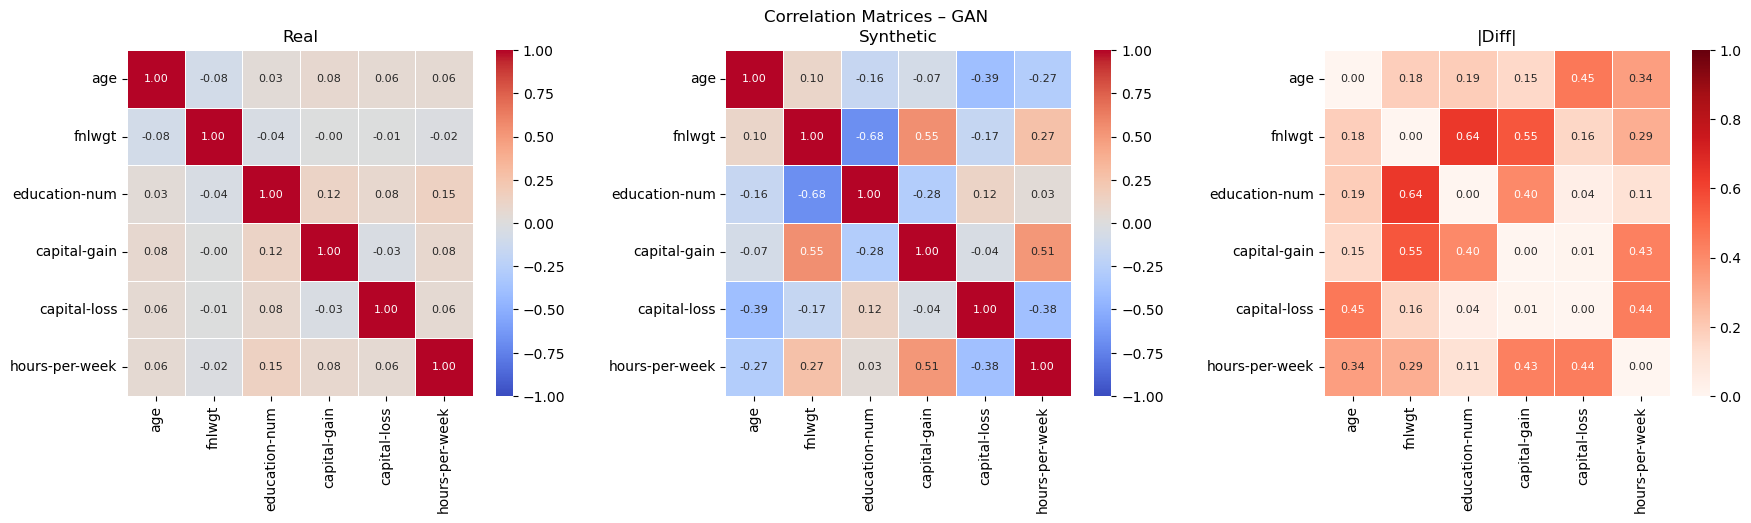 Correlation Matrices – GAN
Real
age 1.00 -0.08 0.03 0.08 0.06 0.06
fnlwgt -0.08 1.00 -0.04 -0.00 -0.01 -0.02
education-num 0.03 -0.04 1.00 0.12 0.08 0.15
capital-gain 0.08 -0.00 0.12 1.00 -0.03 0.08
capital-loss 0.06 -0.01 0.08 -0.03 1.00 0.06
hours-per-week 0.06 -0.02 0.15 0.08 0.06 1.00
age fnlwgt education-num capital-gain capital-loss hours-per-week
1.00
0.75
0.50
0.25
0.00
−0.25
−0.50
−0.75
−1.00
Synthetic
age 1.00 0.10 -0.16 -0.07 -0.39 -0.27
fnlwgt 0.10 1.00 -0.68 0.55 -0.17 0.27
education-num -0.16 -0.68 1.00 -0.28 0.12 0.03
capital-gain -0.07 0.55 -0.28 1.00 -0.04 0.51
capital-loss -0.39 -0.17 0.12 -0.04 1.00 -0.38
hours-per-week -0.27 0.27 0.03 0.51 -0.38 1.00
age fnlwgt education-num capital-gain capital-loss hours-per-week
1.00
0.75
0.50
0.25
0.00
−0.25
−0.50
−0.75
−1.00
|Diff|
age 0.00 0.18 0.19 0.15 0.45 0.34
fnlwgt 0.18 0.00 0.64 0.55 0.16 0.29
education-num 0.19 0.64 0.00 0.40 0.04 0.11
capital-gain 0.15 0.55 0.40 0.00 0.01 0.43
capital-loss 0.45 0.16 0.04 0.01 0.00 0.44
hours-per-week 0.34 0.29 0.11 0.43 0.44 0.00
age fnlwgt education-num capital-gain capital-loss hours-per-week
1.0
0.8
0.6
0.4
0.2
0.0